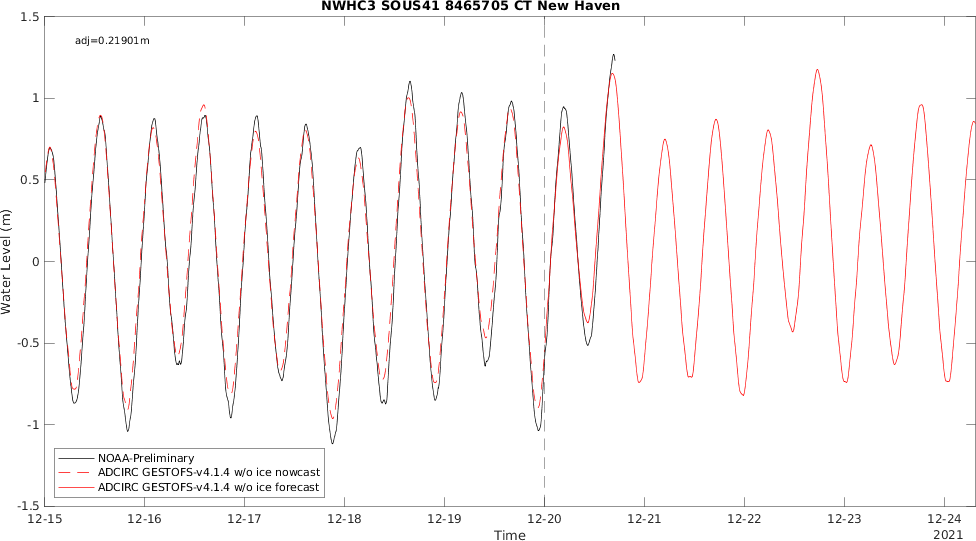 NWHC3 SOUS41 8465705 CT New Haven
1.5
adj=0.21901m
1
0.5
0
-0.5
-1
-1.5
Water Level (m)
NOAA-Preliminary
ADCIRC GESTOFS-v4.1.4 w/o ice nowcast
ADCIRC GESTOFS-v4.1.4 w/o ice forecast
12-15 12-16 12-17 12-18 12-19 12-20 12-21 12-22 12-23 12-24
Time
2021